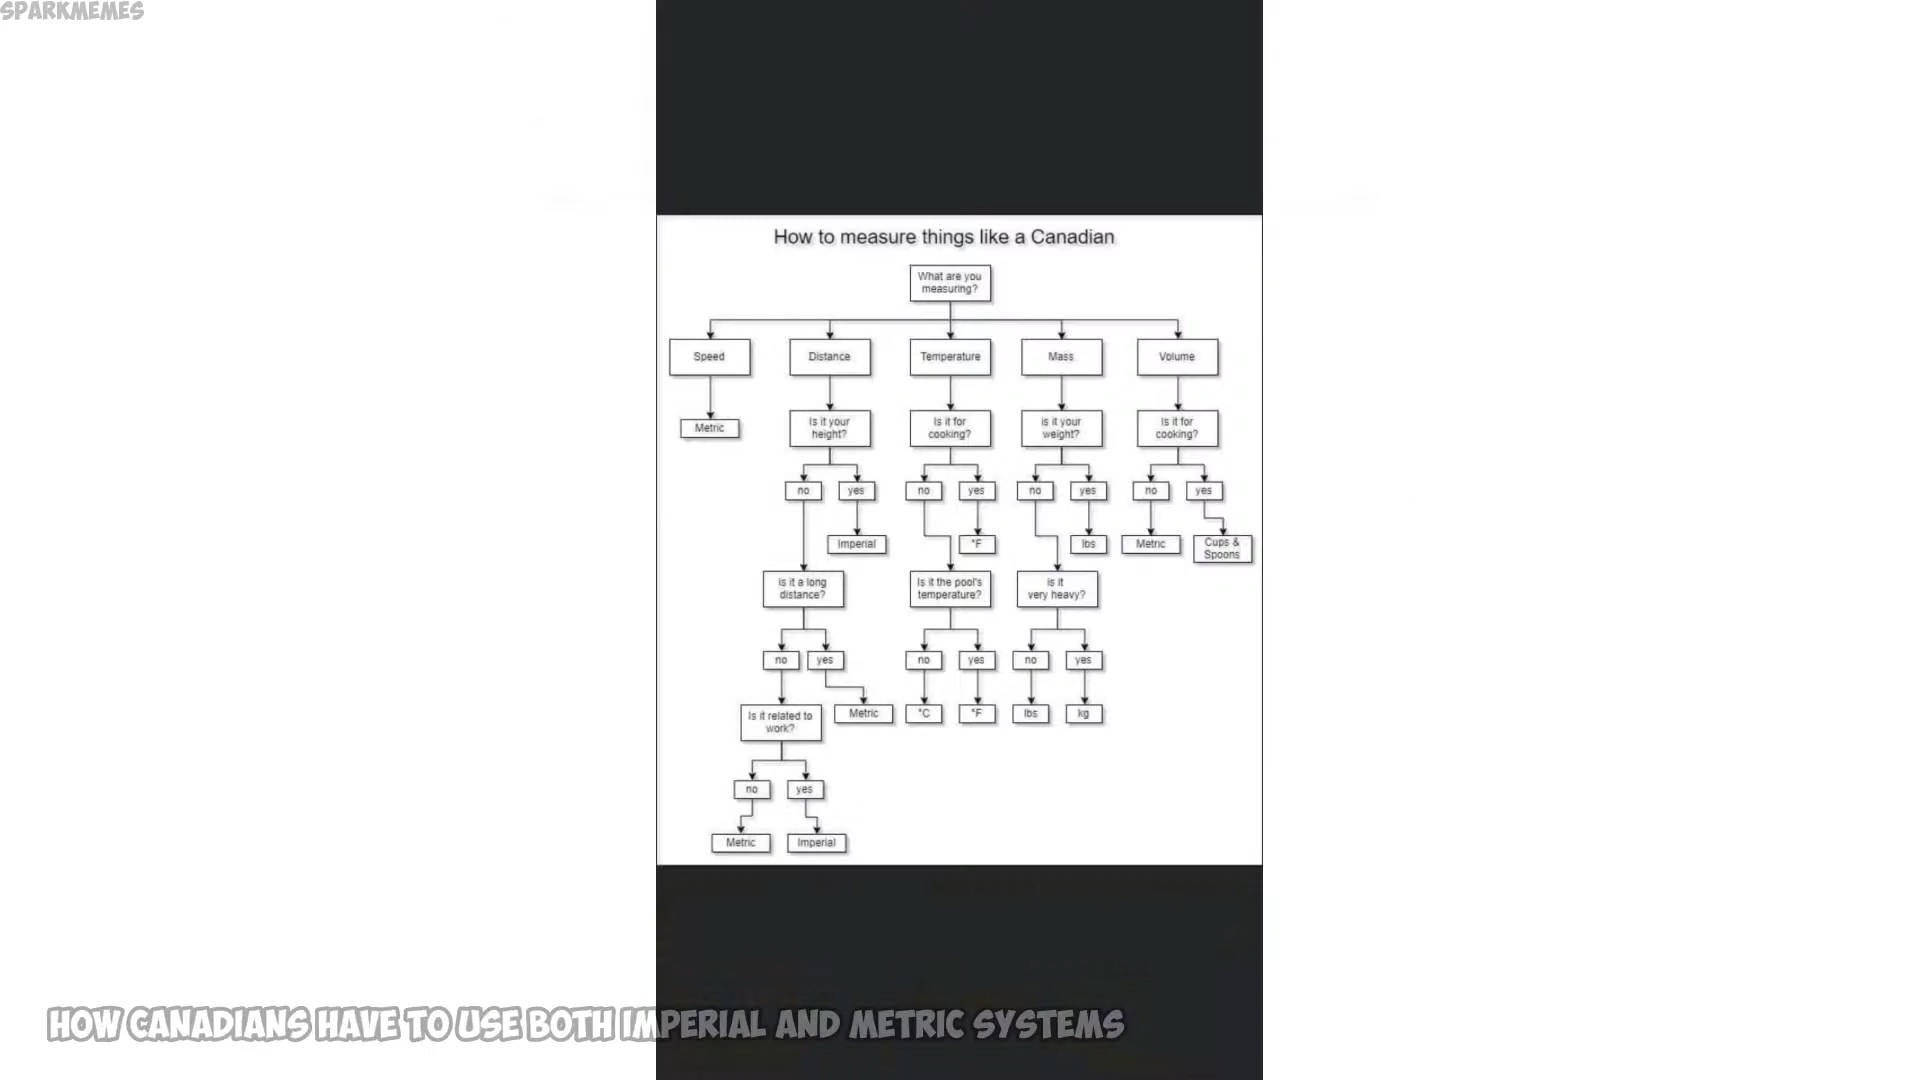 SPARKMEMES
How to measure things like a Canadian
What are you
measuring?
Speed
Distance
Temperature
Mass
Volume
Metric
Is it your
height?
Is it for
cooking?
is it your
weight?
Is it for
cooking?
no
yes
no
yes
no
yes
no
yes
Imperial
°F
lbs
Metric
Cups &
Spoons
Is it a long
distance?
Is it the pool's
temperature?
is it
very heavy?
no
yes
no
yes
no
yes
Is it related to
work?
Metric
°C
°F
lbs
kg
no
yes
Metric
Imperial
HOW CANADIANS HAVE TO USE BOTH IMPERIAL AND METRIC SYSTEMS